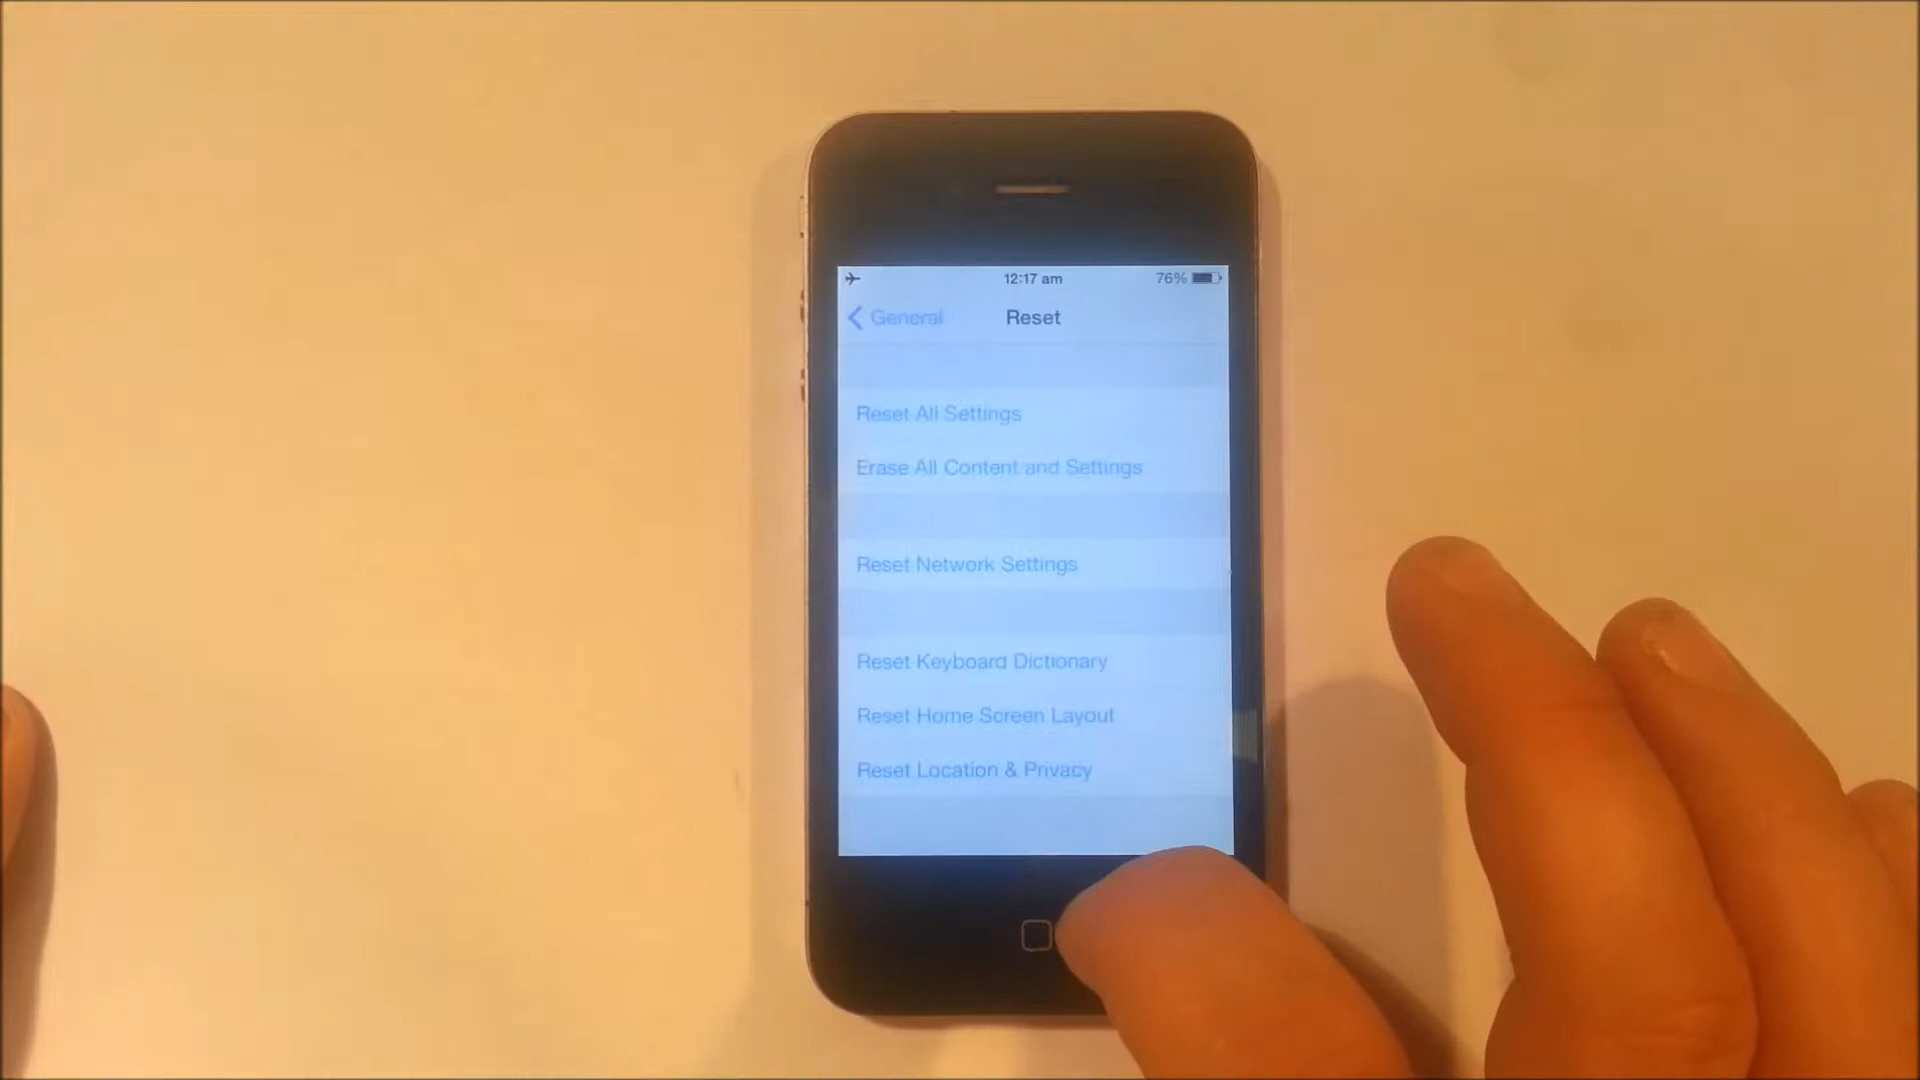 12:17 am 76%
General Reset
Reset All Settings
Erase All Content and Settings
Reset Network Settings
Reset Keyboard Dictionary
Reset Home Screen Layout
Reset Location & Privacy